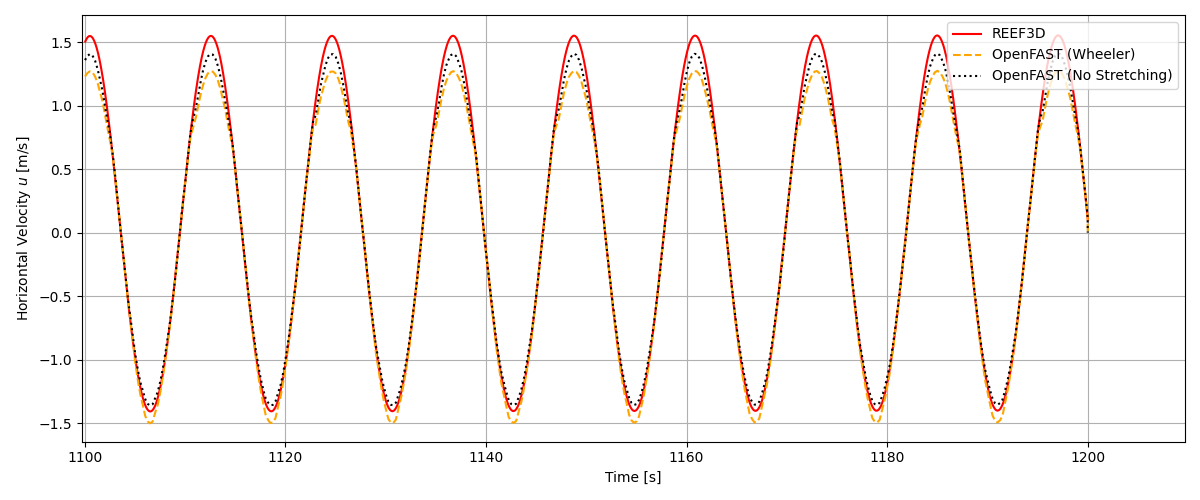 REEF3D
OpenFAST (Wheeler)
OpenFAST (No Stretching)
Horizontal Velocity u [m/s]
1.5
1.0
0.5
0.0
−0.5
−1.0
−1.5
1100 1120 1140 1160 1180 1200
Time [s]